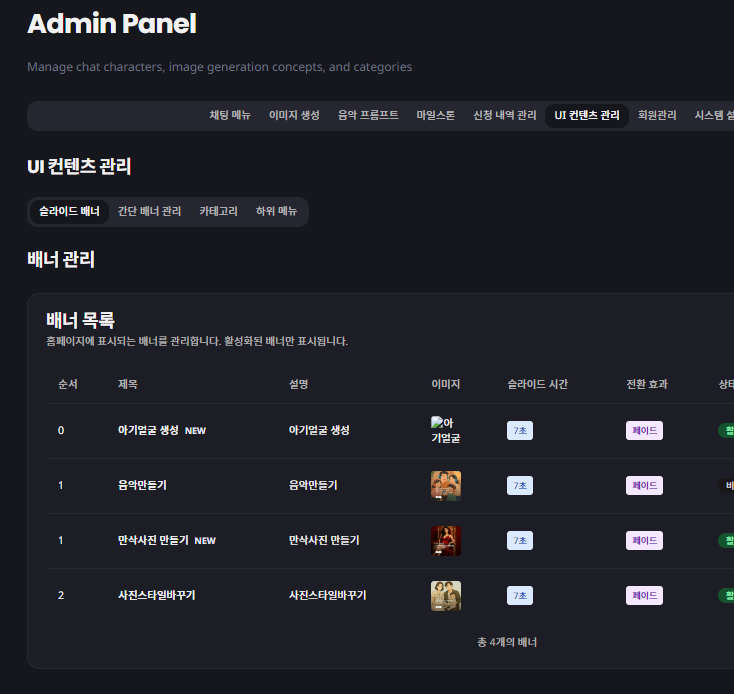 Admin Panel
Manage chat characters, image generation concepts, and categories
채팅 메뉴 이미지 생성 음악 프롬프트 마일스톤 신청 내역 관리 UI 컨텐츠 관리 회원관리 시스템
UI 컨텐츠 관리
슬라이드 배너 간단 배너 관리 카테고리 하위 메뉴
배너 관리
배너 목록
홈페이지에 표시되는 배너를 관리합니다. 활성화된 배너만 표시됩니다.
순서 제목 설명 이미지 슬라이드 시간 전환 효과
0 아기얼굴 생성 NEW 아기얼굴 생성 아 7초 페이드 활
기얼굴
1 음악만들기 음악만들기 7초 페이드 비
1 만삭사진 만들기 NEW 만삭사진 만들기 7초 페이드 활
2 사진스타일바꾸기 사진스타일바꾸기 7초 페이드 활
총 4개의 배너